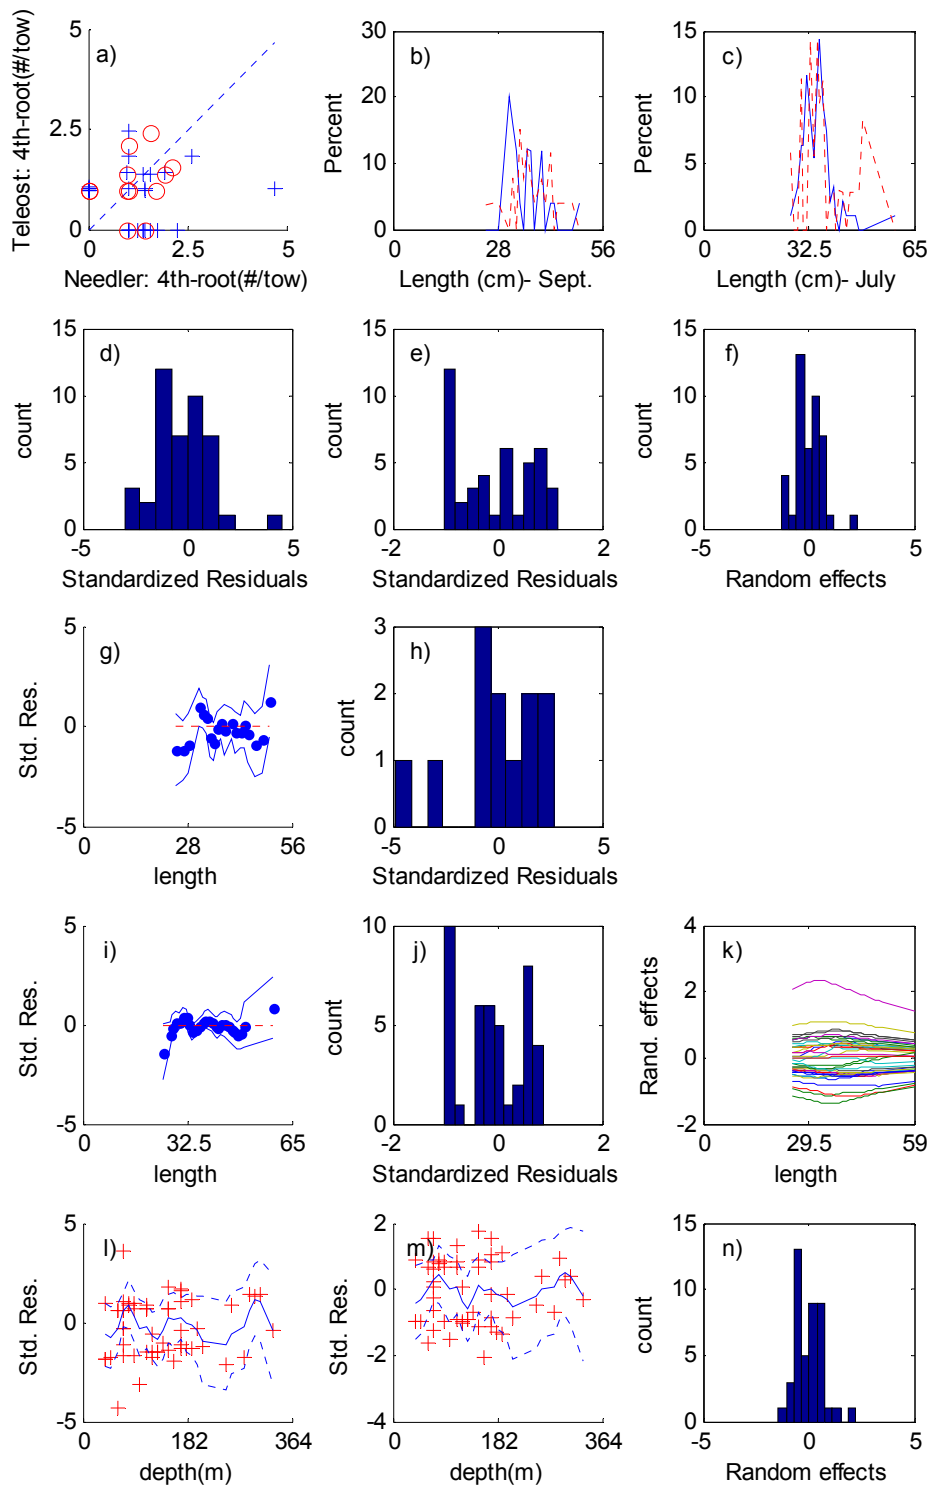 a)
Teleost: 4th-root(#/tow)
5
2.5
0
0
2.5
5
Needler: 4th-root(#/tow)
b)
Percent
30
20
10
0
0
28
56
Length (cm)- Sept.
c)
Percent
15
10
5
0
0
32.5
65
Length (cm)- July
d)
count
15
10
5
0
-5
0
5
Standardized Residuals
e)
count
15
10
5
0
-2
0
2
Standardized Residuals
f)
count
15
10
5
0
-5
0
5
Random effects
g)
Std. Res.
5
0
-5
0
28
56
length
h)
count
3
2
1
0
-5
0
5
Standardized Residuals
i)
Std. Res.
5
0
-5
0
32.5
65
length
j)
count
10
5
0
-2
0
2
Standardized Residuals
k)
Rand. effects
4
2
0
-2
0
29.5
59
length
l)
Std. Res.
5
0
-5
0
182
364
depth(m)
m)
Std. Res.
2
0
-2
-4
0
182
364
depth(m)
n)
count
15
10
5
0
-5
0
5
Random effects